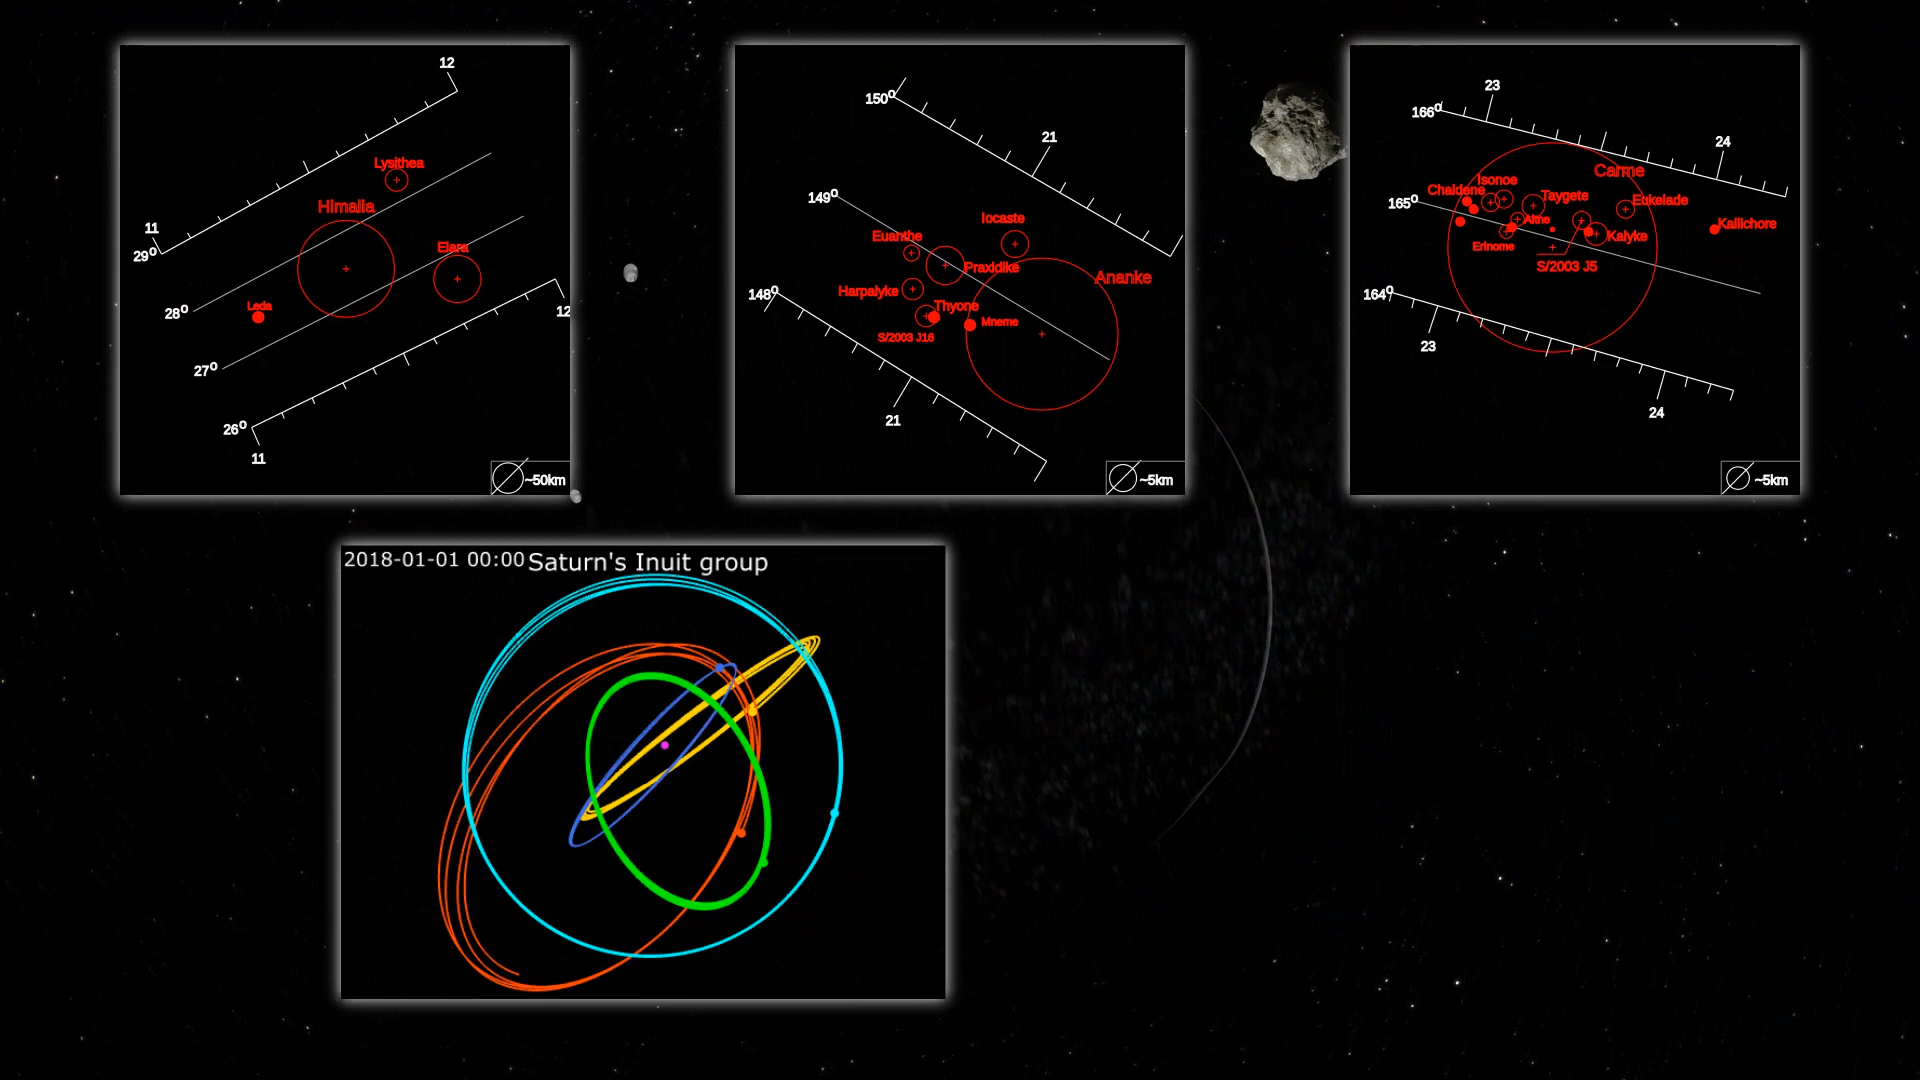 12
Lysithea
Himalia
Elara
11
29°
28°
Leda
27°
26°
11
12
~50km
150°
21
149°
Iocaste
Euanthe
Praxidike
Ananke
Harpalyke
148°
Thyone
Mneme
S/2003 J16
21
~5km
23
166°
24
Carme
Isonoe
Chaldene
Taygete
Eukelade
165°
Aitne
Kallichore
Erinome
Kalyke
S/2003 J5
164°
23
24
~5km
2018-01-01 00:00 Saturn's Inuit group